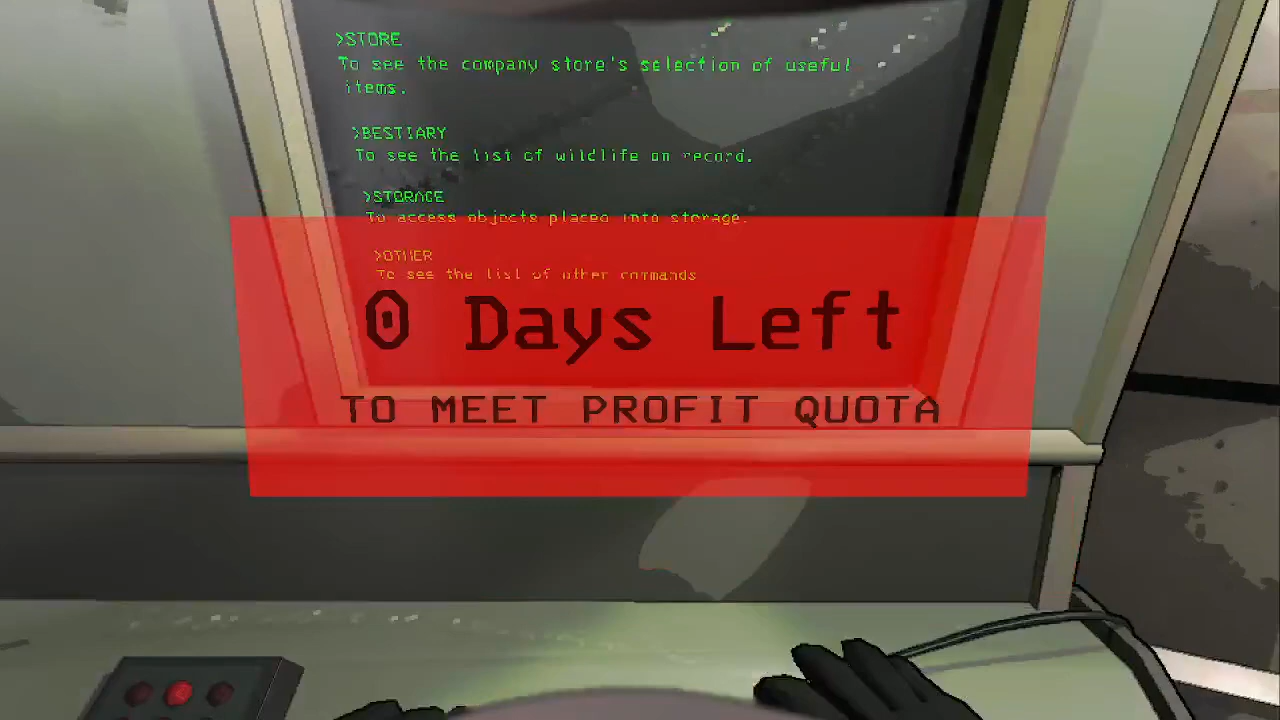 >STORE
To see the company store's selection of useful
items.
>BESTIARY
To see the list of wildlife on record.
>STORAGE
To access objects placed into storage.
>OTHER
To see the list of other commands
0 Days Left
TO MEET PROFIT QUOTA